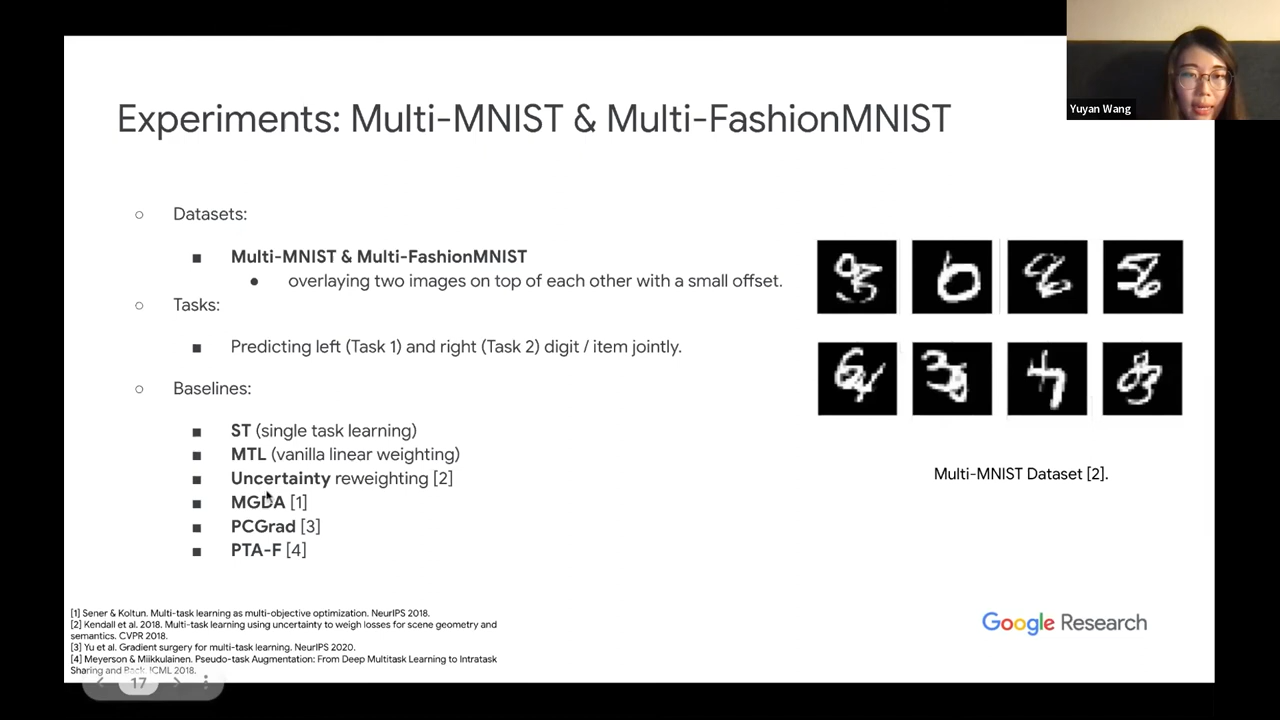 Experiments: Multi-MNIST & Multi-FashionMNIST
Yuyan Wang
○ Datasets:
■ Multi-MNIST & Multi-FashionMNIST
● overlaying two images on top of each other with a small offset.
○ Tasks:
■ Predicting left (Task 1) and right (Task 2) digit / item jointly.
○ Baselines:
■ ST (single task learning)
■ MTL (vanilla linear weighting)
■ Uncertainty reweighting [2]
■ MGDA [1]
■ PCGrad [3]
■ PTA-F [4]
Multi-MNIST Dataset [2].
[1] Sener & Koltun. Multi-task learning as multi-objective optimization. NeurIPS 2018.
[2] Kendall et al. 2018. Multi-task learning using uncertainty to weigh losses for scene geometry and
semantics. CVPR 2018.
[3] Yu et al. Gradient surgery for multi-task learning. NeurIPS 2020.
[4] Meyerson & Miikkulainen. Pseudo-task Augmentation: From Deep Multitask Learning to Intratask
Sharing and Back. ICML 2018.
17
Google Research